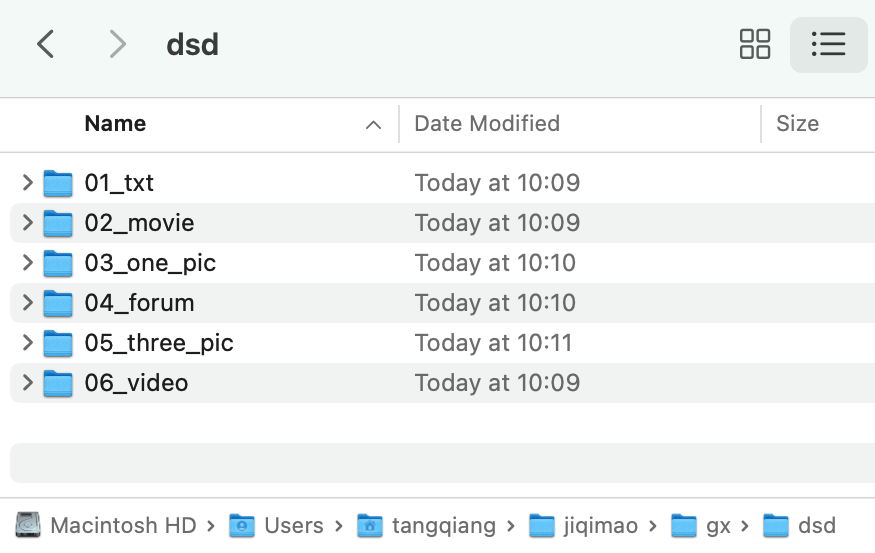 dsd
Name Date Modified Size
01_txt Today at 10:09
02_movie Today at 10:09
03_one_pic Today at 10:10
04_forum Today at 10:10
05_three_pic Today at 10:11
06_video Today at 10:09
Macintosh HD › Users › tangqiang › jiqimao › gx › dsd